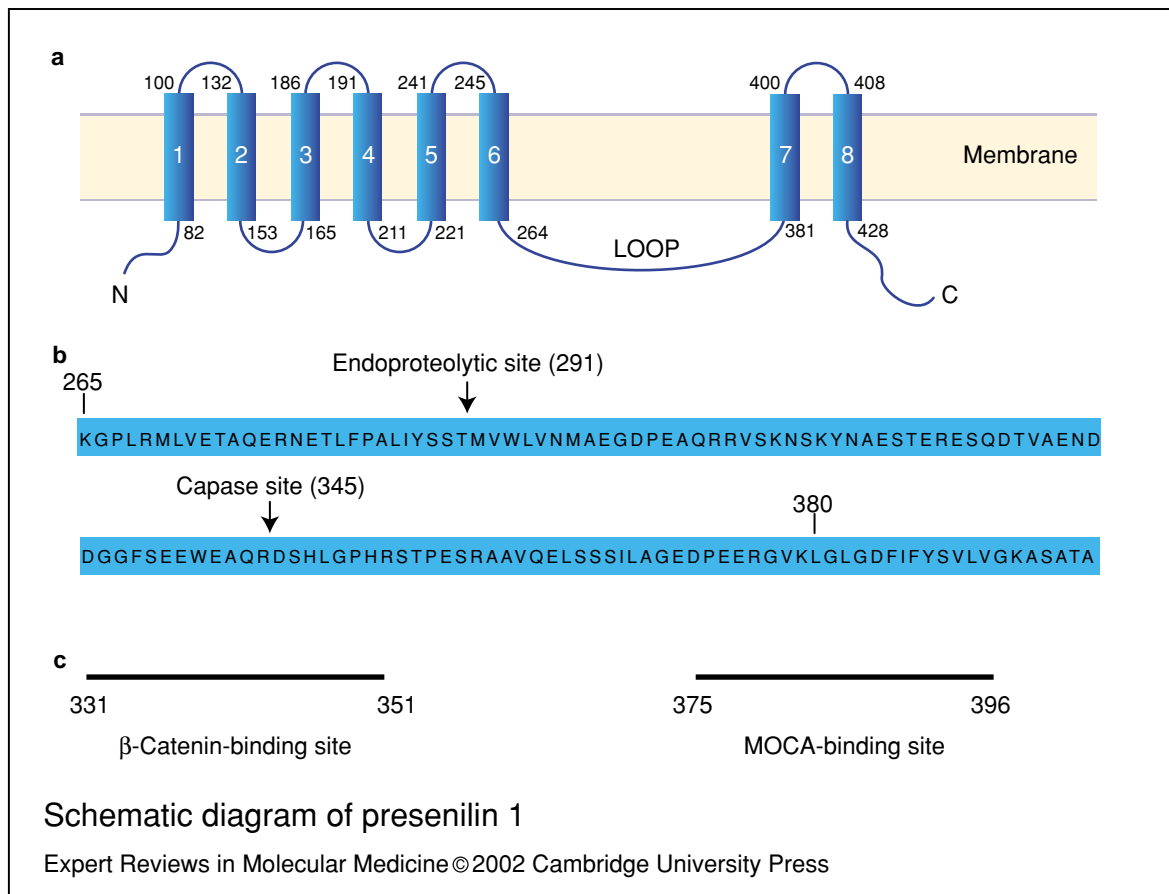 a
100 132 186 191 241 245 400 408
1 2 3 4 5 6 7 8 Membrane
82 153 165 211 221 264 LOOP 381 428
N C
b
Endoproteolytic site (291)
265
KGPLRMLVETAQERNETLFPALIYSSTMVWLVNMAEGDPEAQRRVSKNSKYNAESTERESQDTVAEND
Capase site (345)
380
DGGFSEEWEAQRDSHLGPHRSTPESRAAVQELSSSILAGEDPEERGVKLGLGDFIFYSVLVGKASATA
c
331 351 375 396
β-Catenin-binding site MOCA-binding site
Schematic diagram of presenilin 1
Expert Reviews in Molecular Medicine©2002 Cambridge University Press